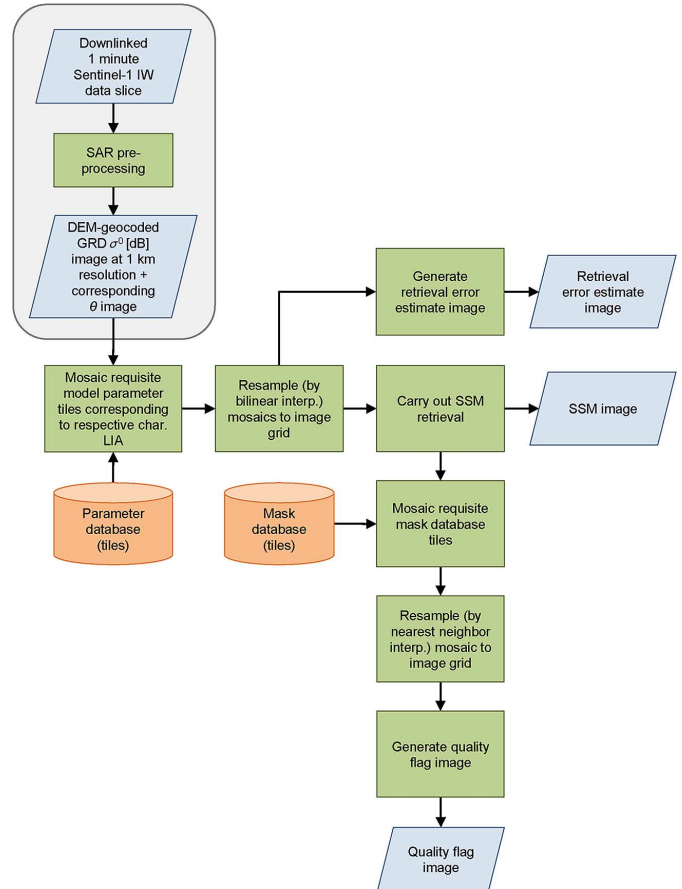 Downlinked
1 minute
Sentinel-1 IW
data slice
SAR pre-
processing
DEM-geocoded
GRD σ⁰ [dB]
image at 1 km
resolution +
corresponding
θ image
Generate
retrieval error
estimate image
Retrieval
error estimate
image
Mosaic requisite
model parameter
tiles corresponding
to respective char.
LIA
Resample (by
bilinear interp.)
mosaics to image
grid
Carry out SSM
retrieval
SSM image
Parameter
database
(tiles)
Mask
database
(tiles)
Mosaic requisite
mask database
tiles
Resample (by
nearest neighbor
interp.) mosaic to
image grid
Generate quality
flag image
Quality flag
image